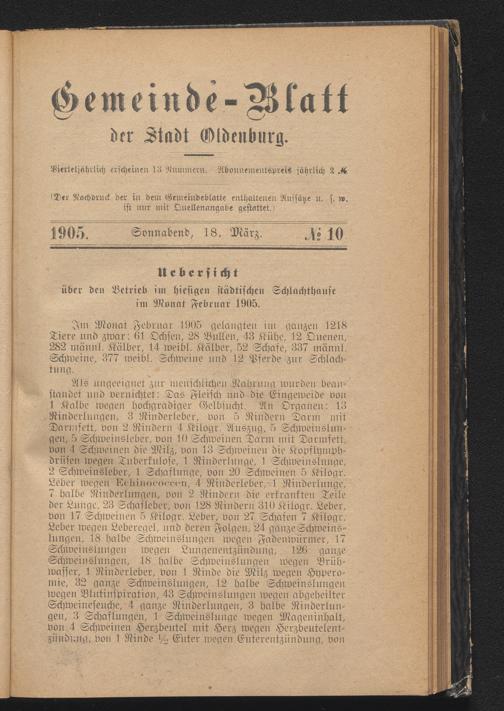 Gemeinde-Blatt
der Stadt Oldenburg.
Vierteljährlich erscheinen 13 Nummern. Abonnementspreis jährlich 2 ℳ
(Der Nachdruck der in dem Gemeindeblatte enthaltenen Aufsätze u. s. w.
ist nur mit Quellenangabe gestattet.)
1905. Sonnabend, 18. März. № 10
Uebersicht
über den Betrieb im hiesigen städtischen Schlachthause
im Monat Februar 1905.
Im Monat Februar 1905 gelangten im ganzen 1218
Tiere und zwar: 61 Ochsen, 28 Bullen, 43 Kühe, 12 Quenen,
282 männl. Kälber, 14 weibl. Kälber, 52 Schafe, 337 männl.
Schweine, 377 weibl. Schweine und 12 Pferde zur Schlach-
tung.
Als ungeeignet zur menschlichen Nahrung wurden bean-
standet und vernichtet: Das Fleisch und die Eingeweide von
1 Kalbe wegen hochgradiger Gelbsucht. An Organen: 13
Rinderlungen, 3 Rinderleber, von 5 Rindern Darm mit
Darmfett, von 2 Rindern 4 Kilogr. Auszug, 5 Schweinslun-
gen, 5 Schweinsleber, von 10 Schweinen Darm mit Darmfett,
von 4 Schweinen die Milz, von 13 Schweinen die Kopflymph-
drüsen wegen Tuberkulose, 1 Rinderlunge, 1 Schweinslunge,
2 Schweinsleber, 1 Schaflunge, von 20 Schweinen 5 Kilogr.
Leber wegen Echinococcen, 4 Rinderleber, 1 Rinderlunge,
7 halbe Rinderlungen, von 2 Rindern die erkrankten Teile
der Lunge, 23 Schafleber, von 128 Rindern 310 Kilogr. Leber,
von 17 Schweinen 5 Kilogr. Leber, von 27 Schafen 7 Kilogr.
Leber wegen Leberegel, und deren Folgen, 24 ganze Schweins-
lungen, 18 halbe Schweinslungen wegen Fadenwürmer, 17
Schweinslungen wegen Lungenentzündung, 126 ganze
Schweinslungen, 18 halbe Schweinslungen wegen Brüh-
wasser, 1 Rinderleber, von 1 Rinde die Milz wegen Hypero-
mie, 32 ganze Schweinslungen, 12 halbe Schweinslungen
wegen Blutinspiration, 43 Schweinslungen wegen abgeheilter
Schweineseuche, 4 ganze Rinderlungen, 3 halbe Rinderlun-
gen, 3 Schaflungen, 1 Schweinslunge wegen Mageninhalt,
von 4 Schweinen Herzbeutel mit Herz wegen Herzbeutelent-
zündung, von 1 Rinde ½ Euter wegen Euterentzündung, von